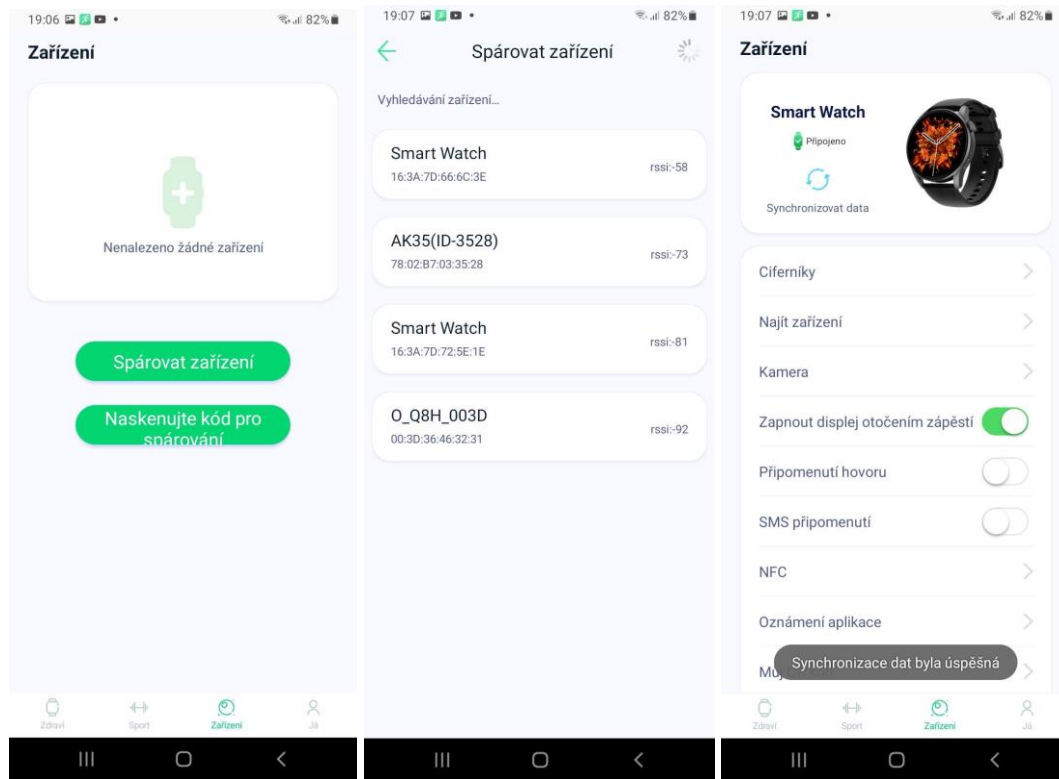 19:06
82%
Zařízení
Nenalezeno žádné zařízení
Spárovat zařízení
Naskenujte kód pro
spárování
Zdraví
Sport
Zařízení
Já
19:07
82%
Spárovat zařízení
Vyhledávání zařízení...
Smart Watch
16:3A:7D:66:6C:3E
rssi:-58
AK35(ID-3528)
78:02:B7:03:35:28
rssi:-73
Smart Watch
16:3A:7D:72:5E:1E
rssi:-81
O_Q8H_003D
00:3D:36:46:32:31
rssi:-92
19:07
82%
Zařízení
Smart Watch
Připojeno
Synchronizovat data
Ciferníky
Najít zařízení
Kamera
Zapnout displej otočením zápěstí
Připomenutí hovoru
SMS připomenutí
NFC
Oznámení aplikace
Synchronizace dat byla úspěšná
Zdraví
Sport
Zařízení
Já